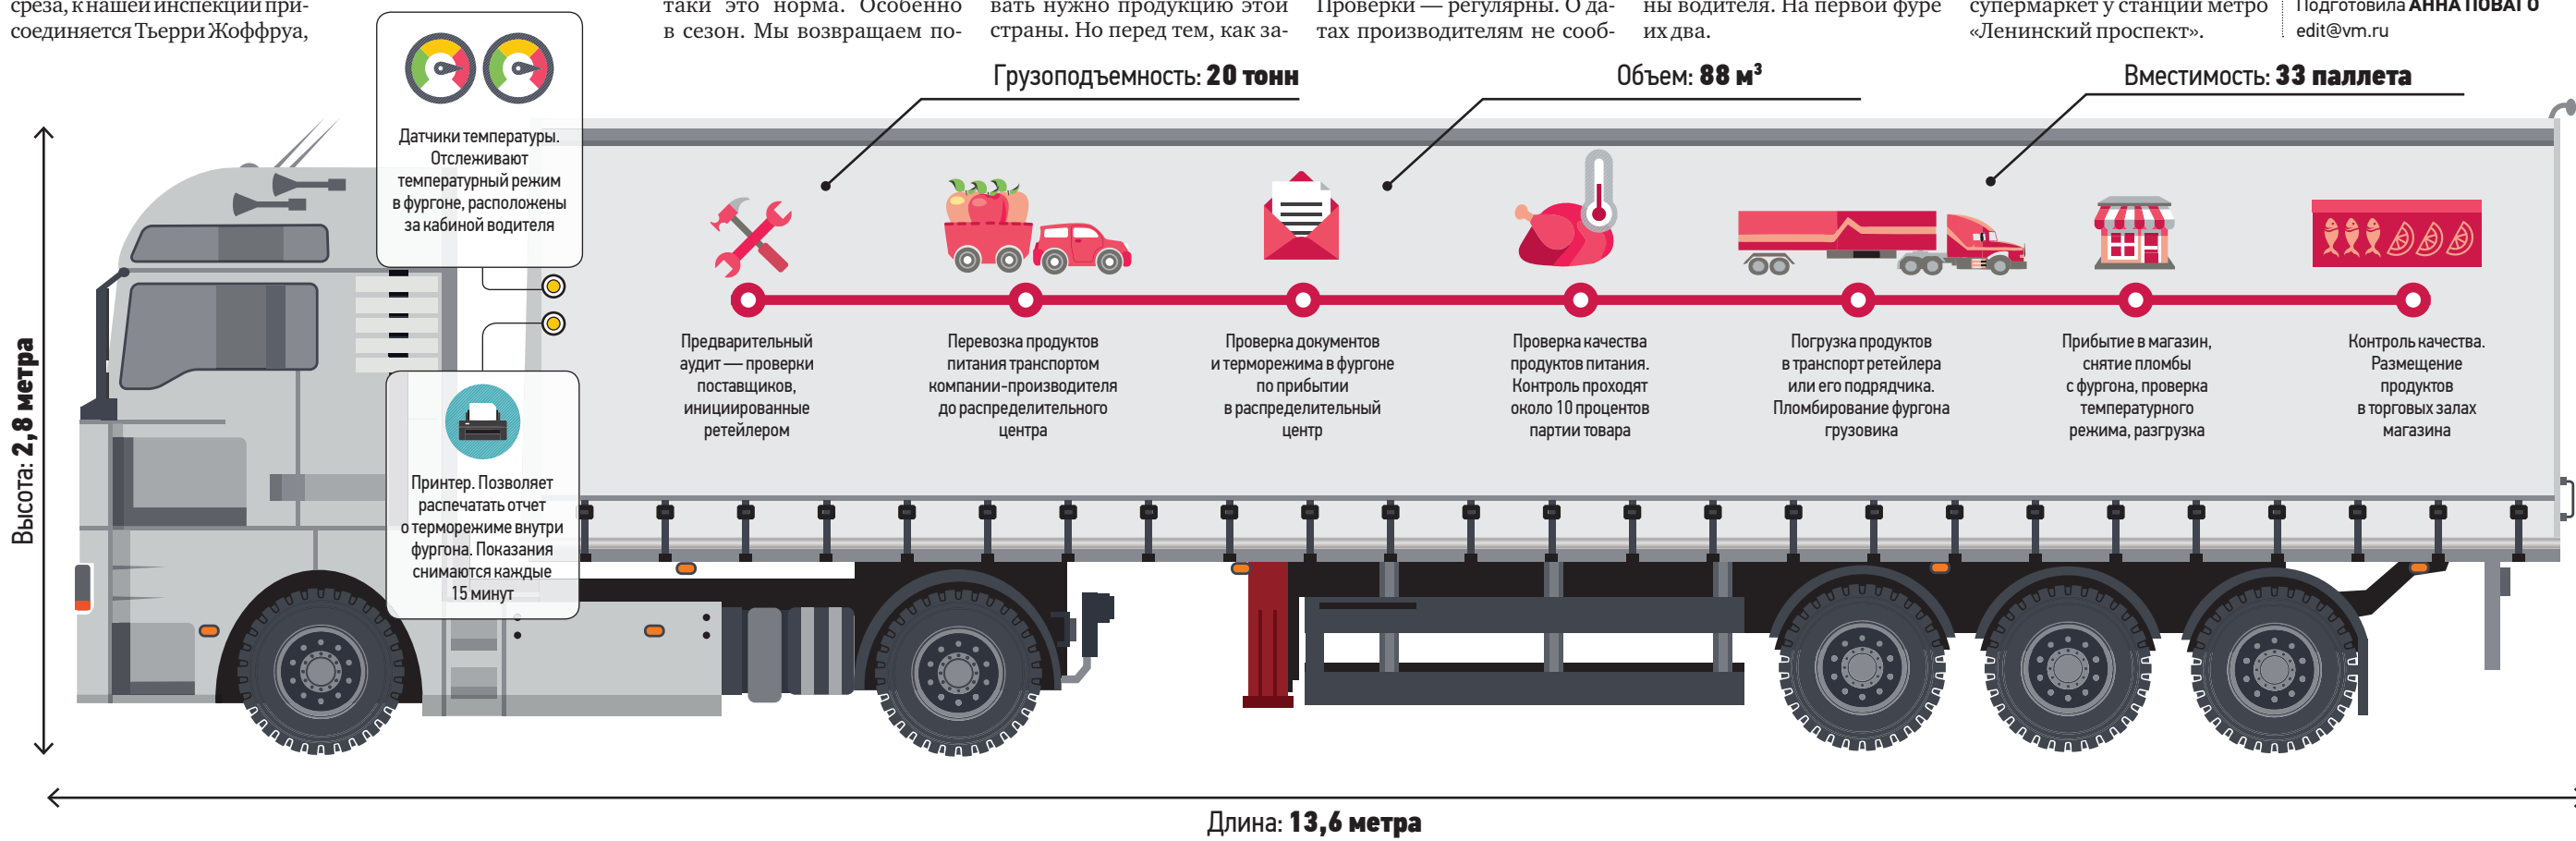 среза, к нашей инспекции при-
соединяется Тьерри Жоффруа,
таки это норма. Особенно
в сезон. Мы возвращаем по-
вать нужно продукцию этой
страны. Но перед тем, как за-
Проверки — регулярны. О да-
тах производителям не сооб-
ны водителя. На первой фуре
их два.
супермаркет у станции метро
«Ленинский проспект».
Подготовила АННА ПОВАГО
edit@vm.ru
Грузоподъемность: 20 тонн
Объем: 88 м³
Вместимость: 33 паллета
Датчики температуры.
Отслеживают
температурный режим
в фургоне, расположены
за кабиной водителя
Высота: 2,8 метра
Предварительный
аудит — проверки
поставщиков,
инициированные
ретейлером
Перевозка продуктов
питания транспортом
компании-производителя
до распределительного
центра
Проверка документов
и терморежима в фургоне
по прибытии
в распределительный
центр
Проверка качества
продуктов питания.
Контроль проходят
около 10 процентов
партии товара
Погрузка продуктов
в транспорт ретейлера
или его подрядчика.
Пломбирование фургона
грузовика
Прибытие в магазин,
снятие пломбы
с фургона, проверка
температурного
режима, разгрузка
Контроль качества.
Размещение
продуктов
в торговых залах
магазина
Принтер. Позволяет
распечатать отчет
о терморежиме внутри
фургона. Показания
снимаются каждые
15 минут
Длина: 13,6 метра